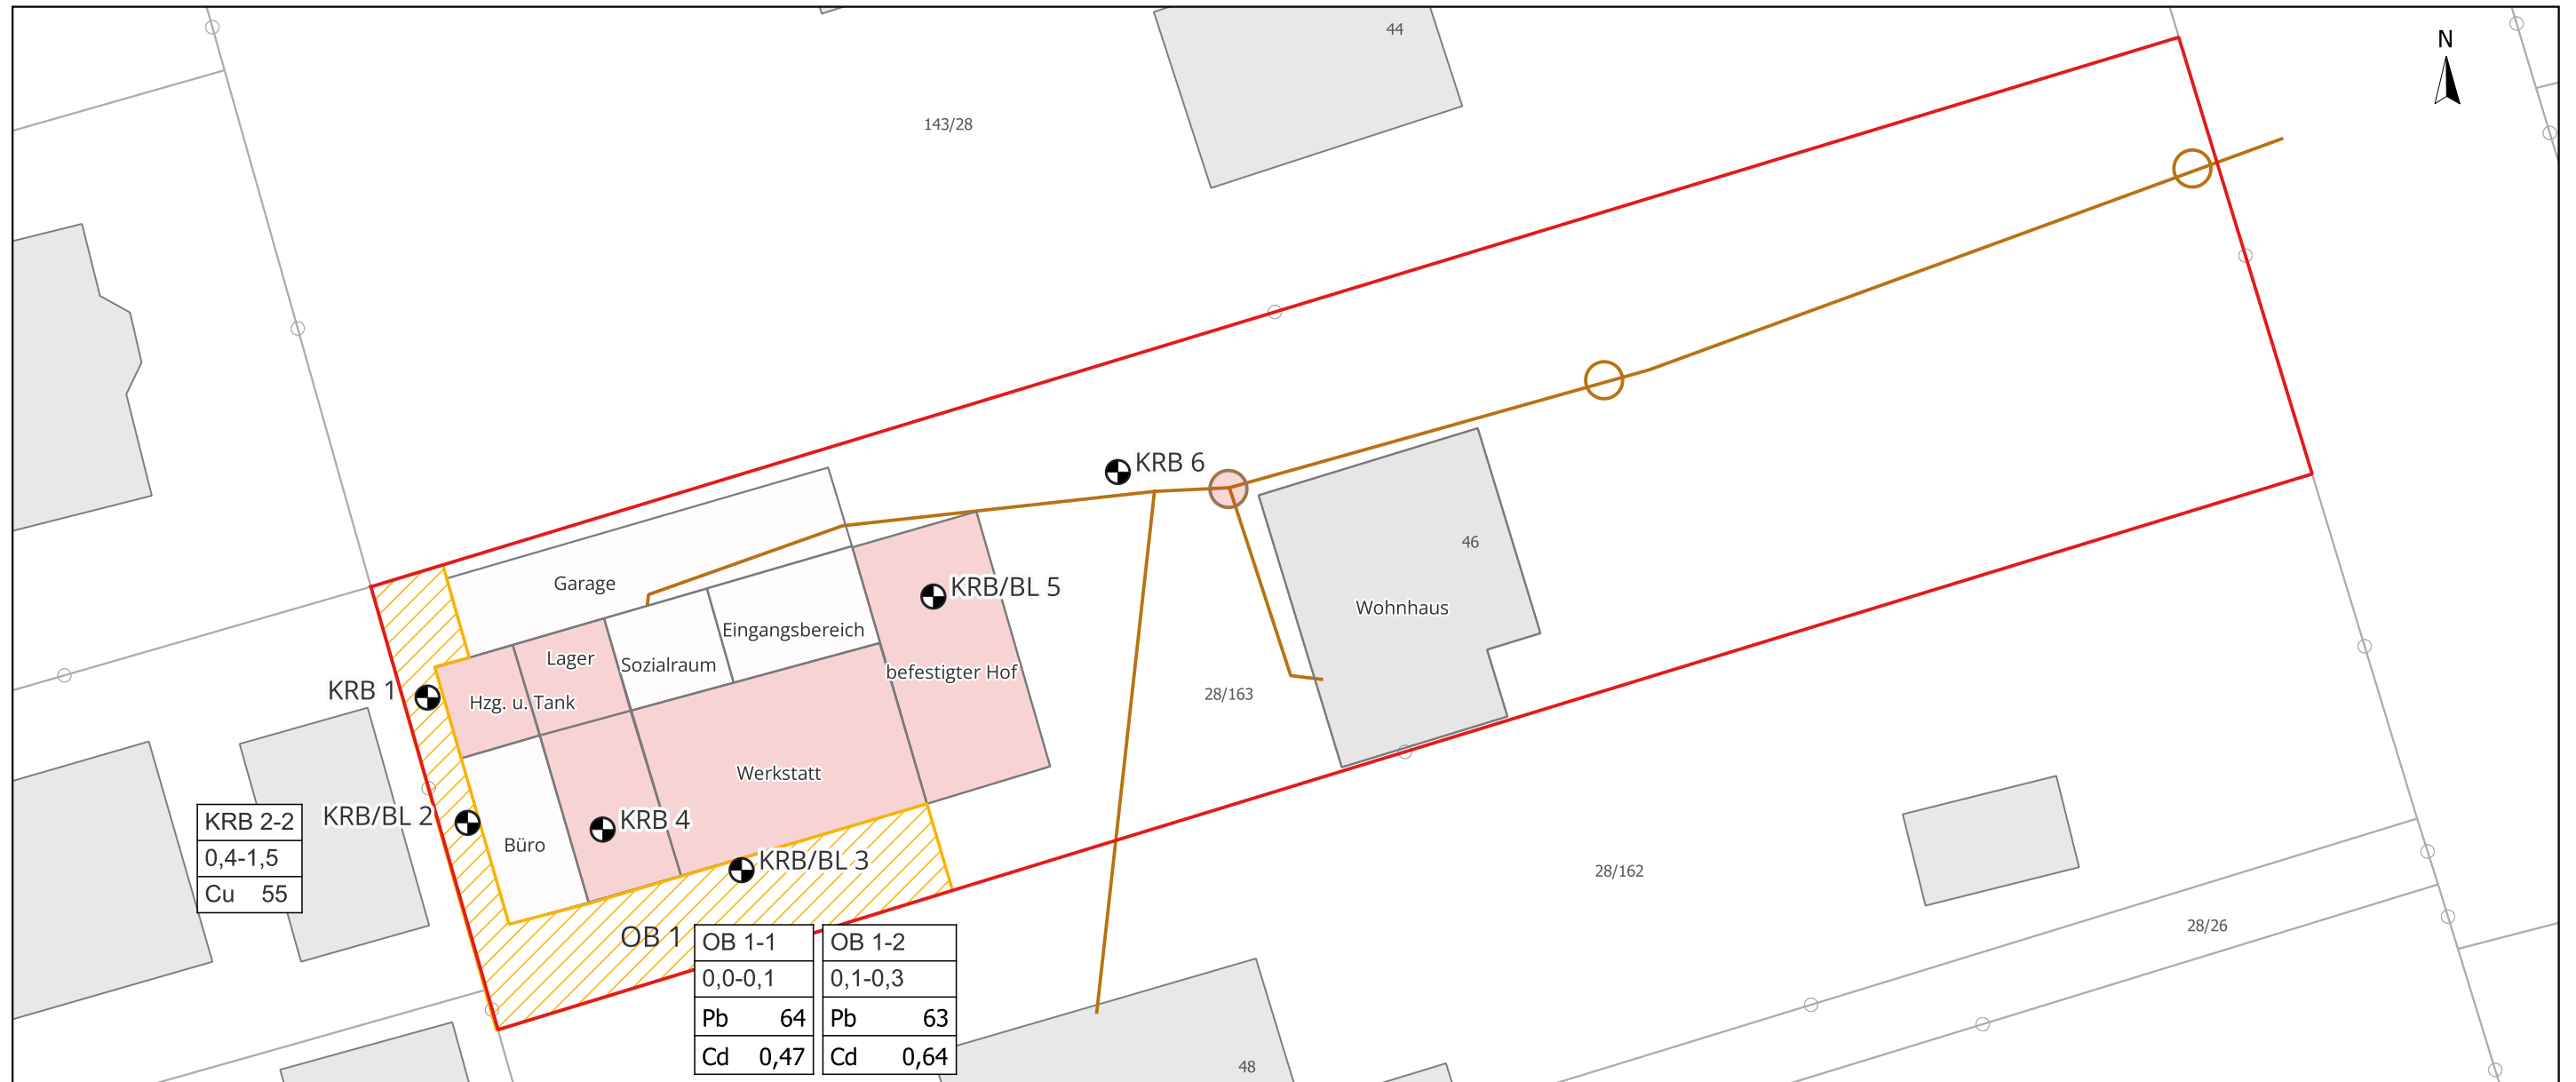 44
N
143/28
KRB 6
46
Garage
KRB/BL 5
Wohnhaus
Eingangsbereich
Lager
Sozialraum
befestigter Hof
KRB 1
Hzg. u. Tank
28/163
Werkstatt
KRB/BL 2
KRB 2-2
0,4-1,5
Cu 55
KRB 4
Büro
KRB/BL 3
28/162
28/26
OB 1
OB 1-1
0,0-0,1
Pb 64
Cd 0,47
OB 1-2
0,1-0,3
Pb 63
Cd 0,64
48